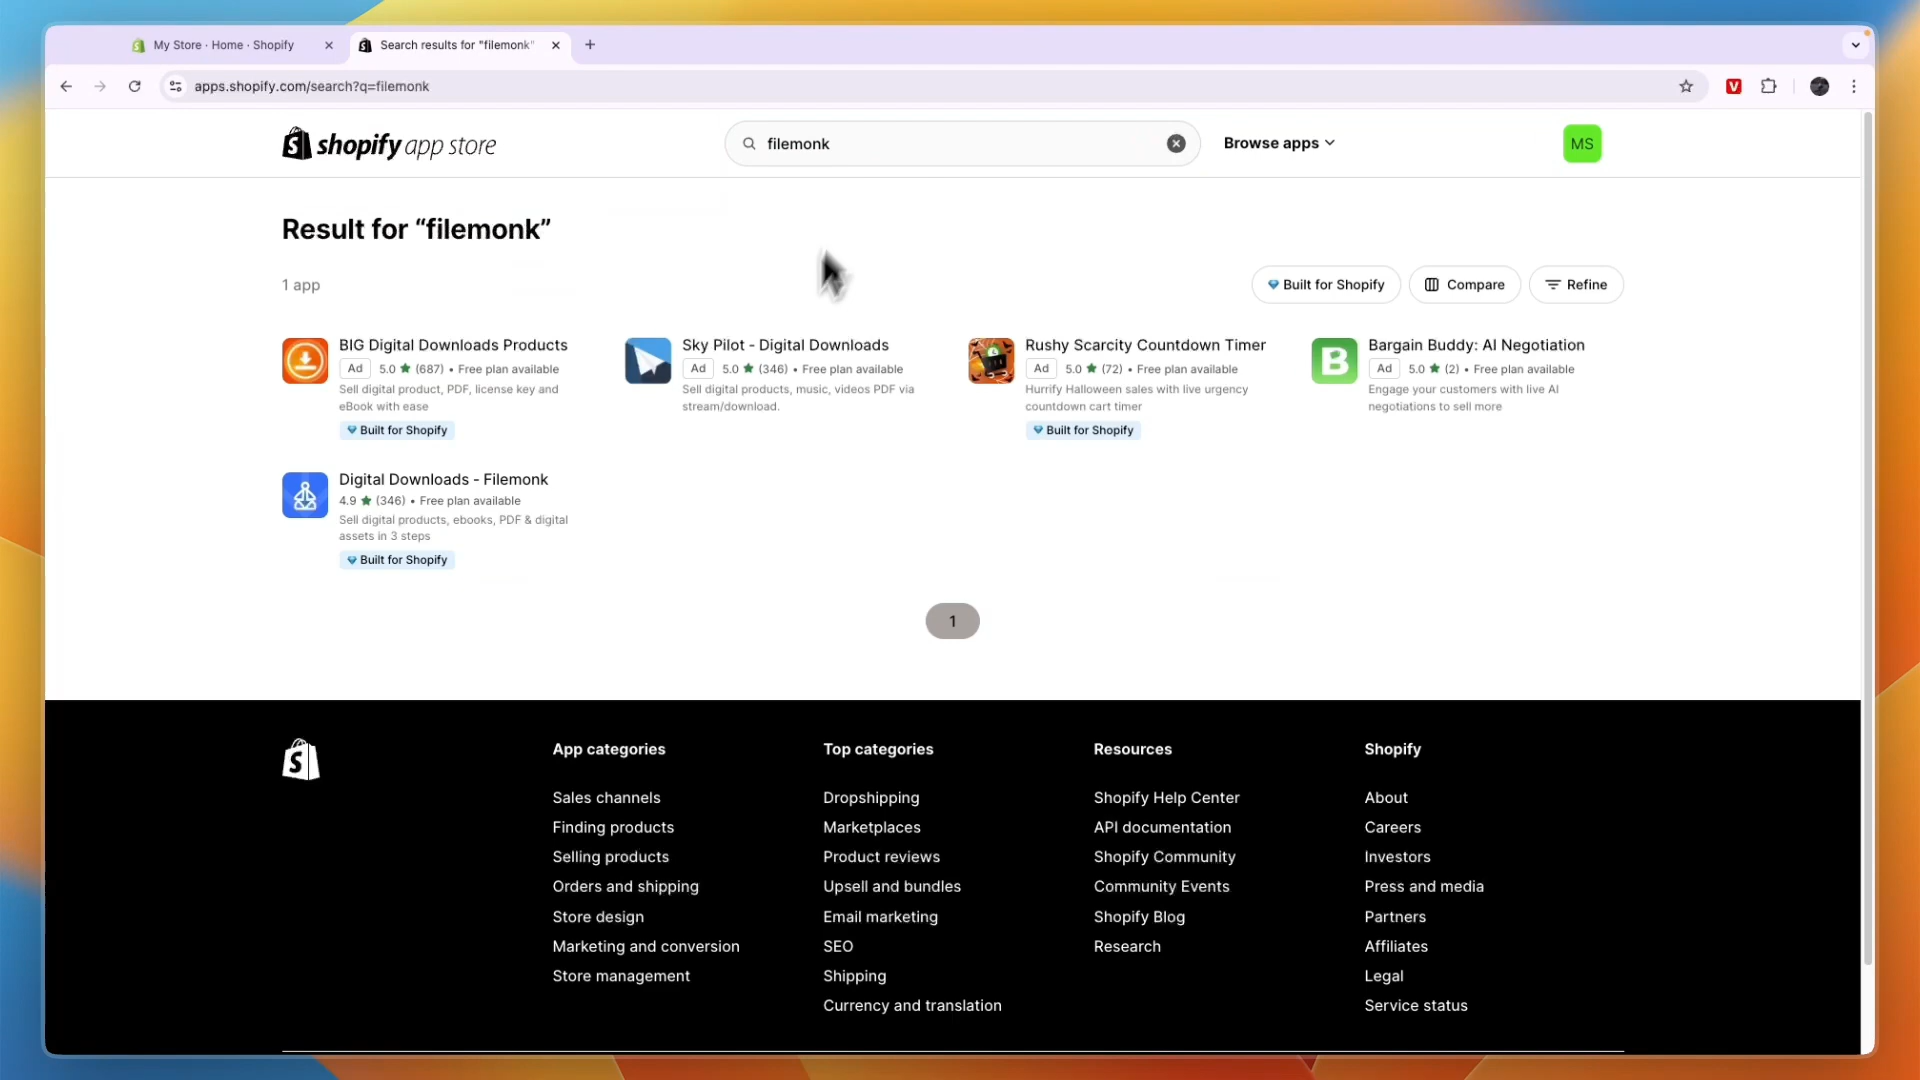 My Store · Home · Shopify
Search results for "filemonk"
apps.shopify.com/search?q=filemonk
V
shopify app store
filemonk
Browse apps
MS
Result for “filemonk”
1 app
Built for Shopify
Compare
Refine
BIG Digital Downloads Products
Ad 5.0 ★ (687) • Free plan available
Sell digital product, PDF, license key and
eBook with ease
Built for Shopify
Sky Pilot - Digital Downloads
Ad 5.0 ★ (346) • Free plan available
Sell digital products, music, videos PDF via
stream/download.
Rushy Scarcity Countdown Timer
Ad 5.0 ★ (72) • Free plan available
Hurrify Halloween sales with live urgency
countdown cart timer
Built for Shopify
B
Bargain Buddy: AI Negotiation
Ad 5.0 ★ (2) • Free plan available
Engage your customers with live AI
negotiations to sell more
Digital Downloads - Filemonk
4.9 ★ (346) • Free plan available
Sell digital products, ebooks, PDF & digital
assets in 3 steps
Built for Shopify
1
App categories
Sales channels
Finding products
Selling products
Orders and shipping
Store design
Marketing and conversion
Store management
Top categories
Dropshipping
Marketplaces
Product reviews
Upsell and bundles
Email marketing
SEO
Shipping
Currency and translation
Resources
Shopify Help Center
API documentation
Shopify Community
Community Events
Shopify Blog
Research
Shopify
About
Careers
Investors
Press and media
Partners
Affiliates
Legal
Service status